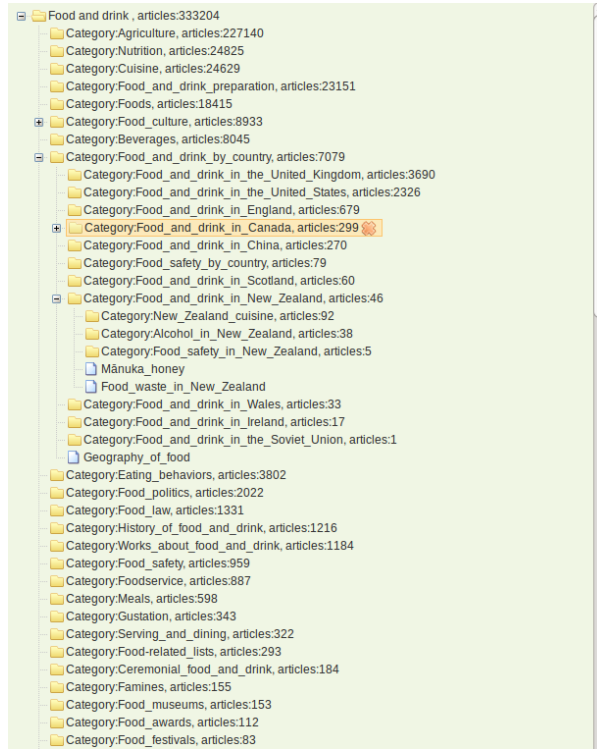 Food and drink , articles:333204
Category:Agriculture, articles:227140
Category:Nutrition, articles:24825
Category:Cuisine, articles:24629
Category:Food_and_drink_preparation, articles:23151
Category:Foods, articles:18415
Category:Food_culture, articles:8933
Category:Beverages, articles:8045
Category:Food_and_drink_by_country, articles:7079
Category:Food_and_drink_in_the_United_Kingdom, articles:3690
Category:Food_and_drink_in_the_United_States, articles:2326
Category:Food_and_drink_in_England, articles:679
Category:Food_and_drink_in_Canada, articles:299
Category:Food_and_drink_in_China, articles:270
Category:Food_safety_by_country, articles:79
Category:Food_and_drink_in_Scotland, articles:60
Category:Food_and_drink_in_New_Zealand, articles:46
Category:New_Zealand_cuisine, articles:92
Category:Alcohol_in_New_Zealand, articles:38
Category:Food_safety_in_New_Zealand, articles:5
Mānuka_honey
Food_waste_in_New_Zealand
Category:Food_and_drink_in_Wales, articles:33
Category:Food_and_drink_in_Ireland, articles:17
Category:Food_and_drink_in_the_Soviet_Union, articles:1
Geography_of_food
Category:Eating_behaviors, articles:3802
Category:Food_politics, articles:2022
Category:Food_law, articles:1331
Category:History_of_food_and_drink, articles:1216
Category:Works_about_food_and_drink, articles:1184
Category:Food_safety, articles:959
Category:Foodservice, articles:887
Category:Meals, articles:598
Category:Gustation, articles:343
Category:Serving_and_dining, articles:322
Category:Food-related_lists, articles:293
Category:Ceremonial_food_and_drink, articles:184
Category:Famines, articles:155
Category:Food_museums, articles:153
Category:Food_awards, articles:112
Category:Food_festivals, articles:83